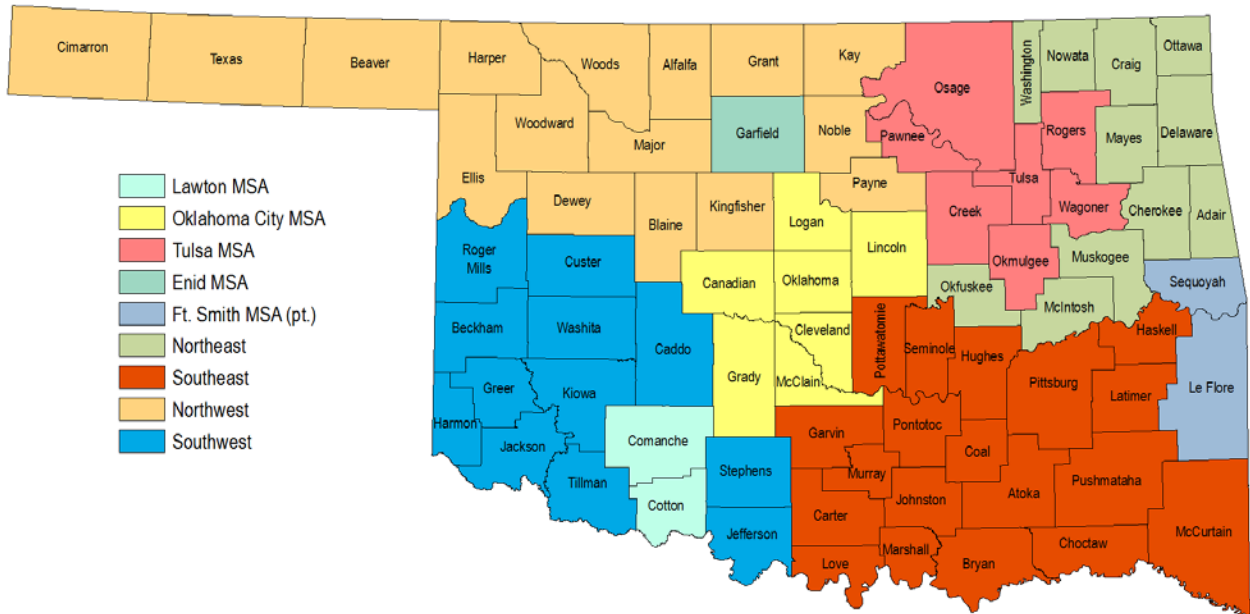 Cimarron
Texas
Beaver
Harper
Woods
Alfalfa
Grant
Kay
Osage
Washington
Nowata
Craig
Ottawa
Woodward
Major
Garfield
Noble
Pawnee
Rogers
Mayes
Delaware
Ellis
Dewey
Blaine
Kingfisher
Logan
Payne
Creek
Tulsa
Wagoner
Cherokee
Adair
Lawton MSA
Oklahoma City MSA
Tulsa MSA
Enid MSA
Ft. Smith MSA (pt.)
Northeast
Southeast
Northwest
Southwest
Roger
Mills
Custer
Canadian
Oklahoma
Lincoln
Okmulgee
Muskogee
Okfuskee
McIntosh
Sequoyah
Beckham
Washita
Caddo
Grady
Cleveland
McClain
Pottawatomie
Seminole
Hughes
Pittsburg
Haskell
Latimer
Le Flore
Greer
Kiowa
Harmon
Jackson
Tillman
Comanche
Cotton
Stephens
Jefferson
Garvin
Murray
Pontotoc
Coal
Carter
Johnston
Atoka
Pushmataha
Love
Marshall
Bryan
Choctaw
McCurtain